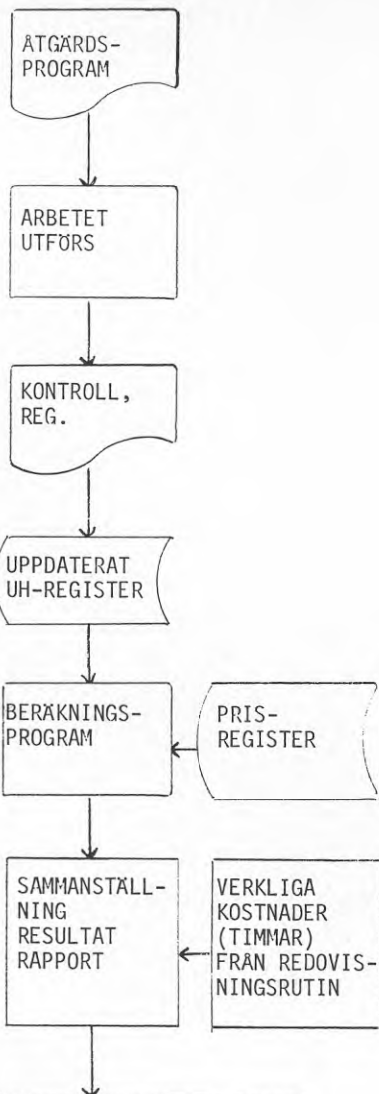 ÅTGÄRDS-
PROGRAM
ARBETET
UTFÖRS
KONTROLL,
REG.
UPPDATERAT
UH-REGISTER
BERÄKNINGS-
PROGRAM
PRIS-
REGISTER
SAMMANSTÄLL-
NING
RESULTAT
RAPPORT
VERKLIGA
KOSTNADER
(TIMMAR)
FRÅN REDOVIS-
NINGSRUTIN